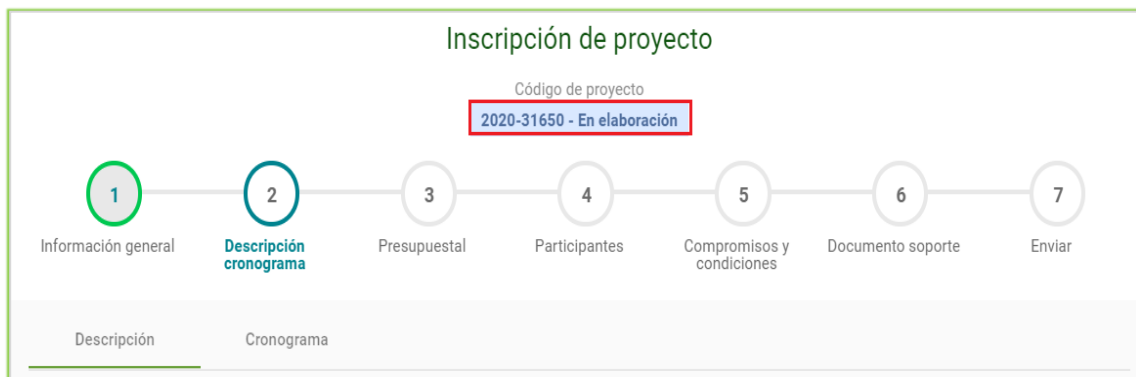 Inscripción de proyecto
Código de proyecto
2020-31650 - En elaboración
1
2
3
4
5
6
7
Información general
Descripción
cronograma
Presupuestal
Participantes
Compromisos y
condiciones
Documento soporte
Enviar
Descripción
Cronograma